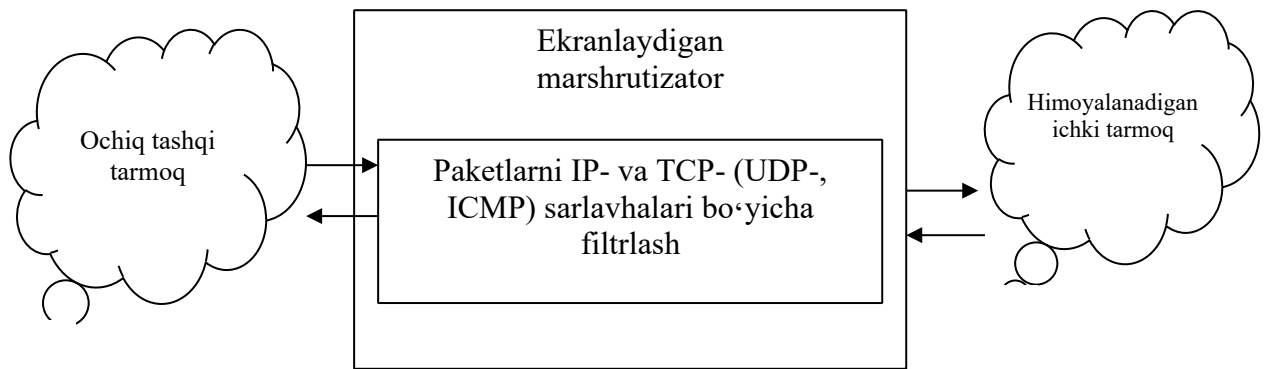 Ekranlaydigan
marshrutizator
Ochiq tashqi
tarmoq
Paketlarni IP- va TCP- (UDP-,
ICMP) sarlavhalari bo‘yicha
filtrlash
Himoyalanadigan
ichki tarmoq